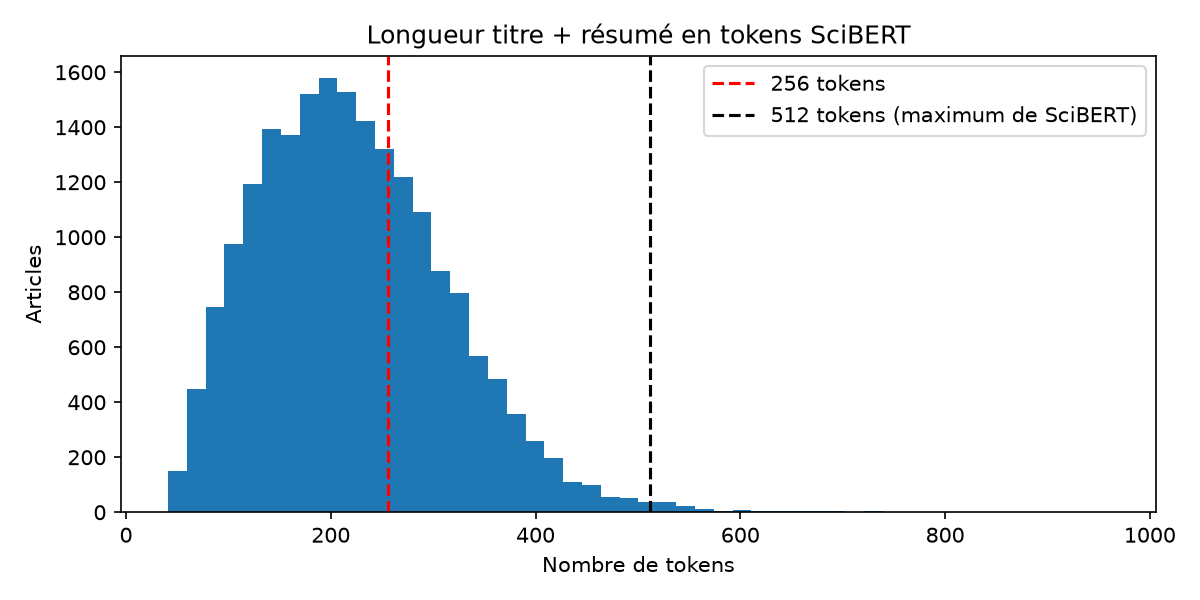 Longueur titre + résumé en tokens SciBERT
256 tokens
512 tokens (maximum de SciBERT)
Articles
1600
1400
1200
1000
800
600
400
200
0
0 200 400 600 800 1000
Nombre de tokens